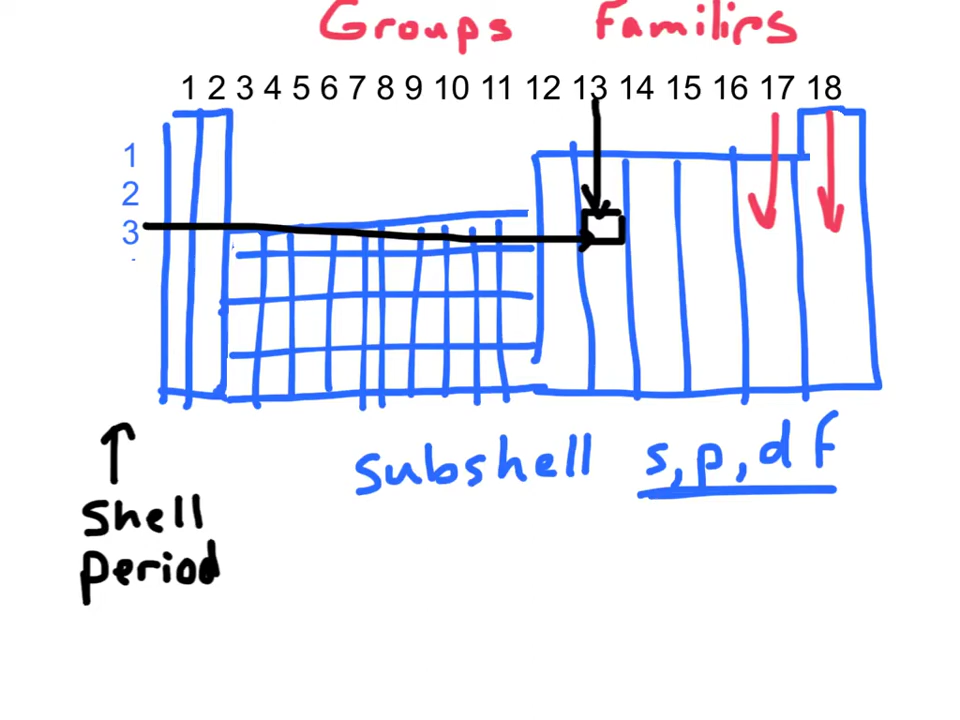 Groups Families
1 2 3 4 5 6 7 8 9 10 11 12 13 14 15 16 17 18
1
2
3
subshell s, p, d f
Shell
period